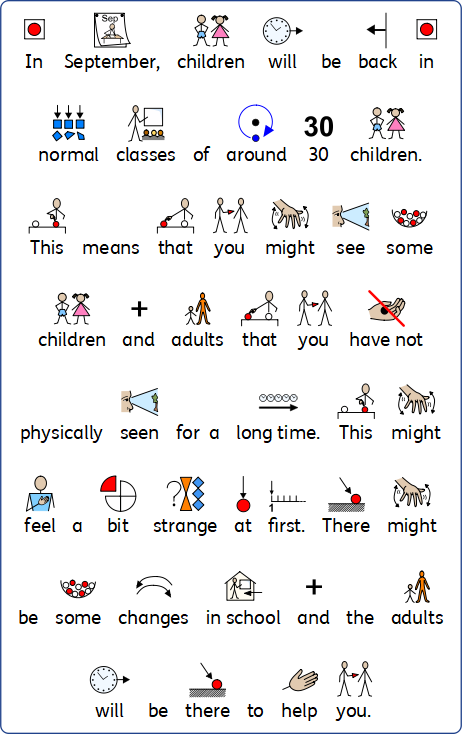 Sep
In September, children will be back in
30
normal classes of around 30 children.
This means that you might see some
children and adults that you have not
physically seen for a long time. This might
feel a bit strange at first. There might
be some changes in school and the adults
will be there to help you.